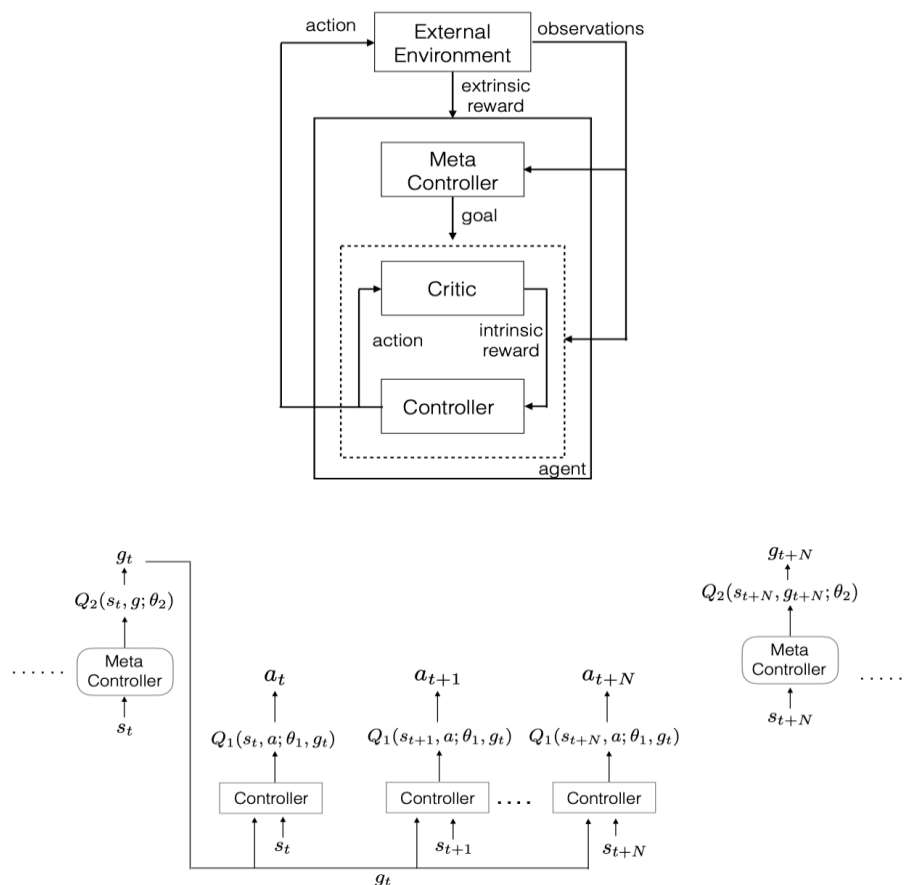 action
External
Environment
observations
extrinsic
reward
Meta
Controller
goal
Critic
action
intrinsic
reward
Controller
agent
g_t
Q_2(s_t, g; θ_2)
Meta
Controller
s_t
......
a_t
Q_1(s_t, a; θ_1, g_t)
Controller
s_t
a_{t+1}
Q_1(s_{t+1}, a; θ_1, g_t)
Controller
s_{t+1}
....
a_{t+N}
Q_1(s_{t+N}, a; θ_1, g_t)
Controller
s_{t+N}
g_t
g_{t+N}
Q_2(s_{t+N}, g_{t+N}; θ_2)
Meta
Controller
s_{t+N}
.....